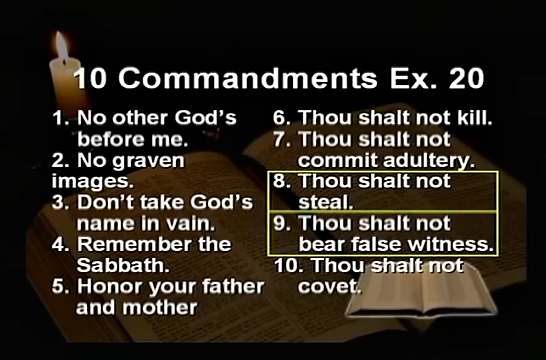 10 Commandments Ex. 20
1. No other God's
before me.
2. No graven
images.
3. Don't take God's
name in vain.
4. Remember the
Sabbath.
5. Honor your father
and mother
6. Thou shalt not kill.
7. Thou shalt not
commit adultery.
8. Thou shalt not
steal.
9. Thou shalt not
bear false witness.
10. Thou shalt not
covet.